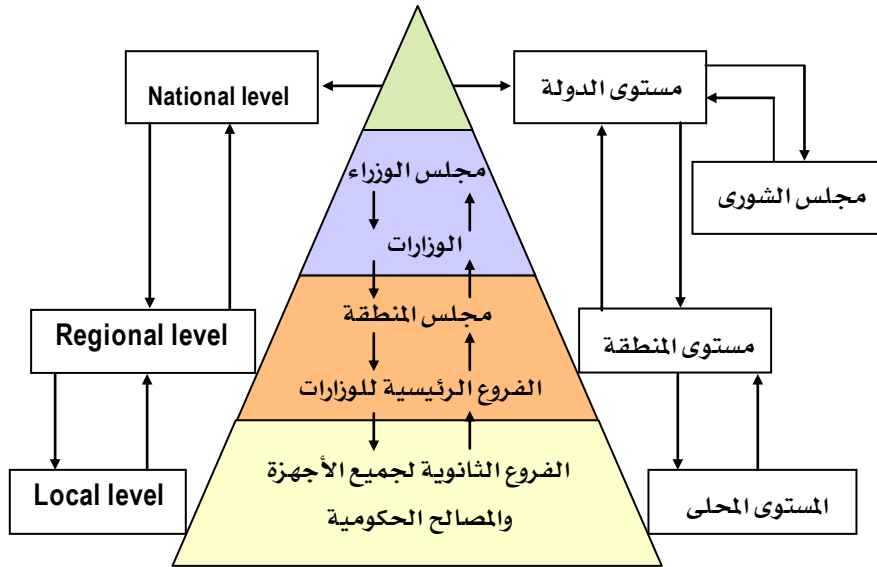 National level
مستوى الدولة
مجلس الشورى
مجلس الوزراء
الوزارات
Regional level
مجلس المنطقة
مستوى المنطقة
الفروع الرئيسية للوزارات
Local level
الفروع الثانوية لجميع الأجهزة
والمصالح الحكومية
المستوى المحلى